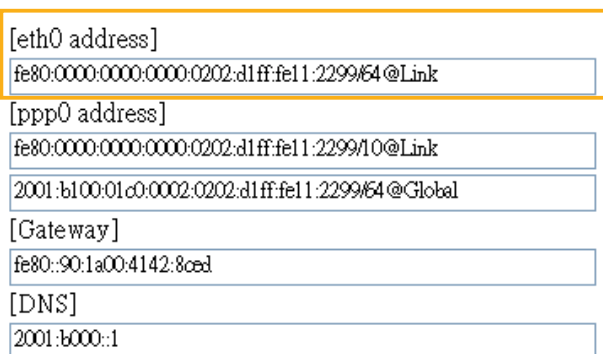 [eth0 address]
fe80:0000:0000:0000:0202:d1ff:fe11:2299/64@Link
[ppp0 address]
fe80:0000:0000:0000:0202:d1ff:fe11:2299/10@Link
2001:b100:01c0:0002:0202:d1ff:fe11:2299/64@Global
[Gateway]
fe80::90:1a00:4142:8ced
[DNS]
2001:b000::1